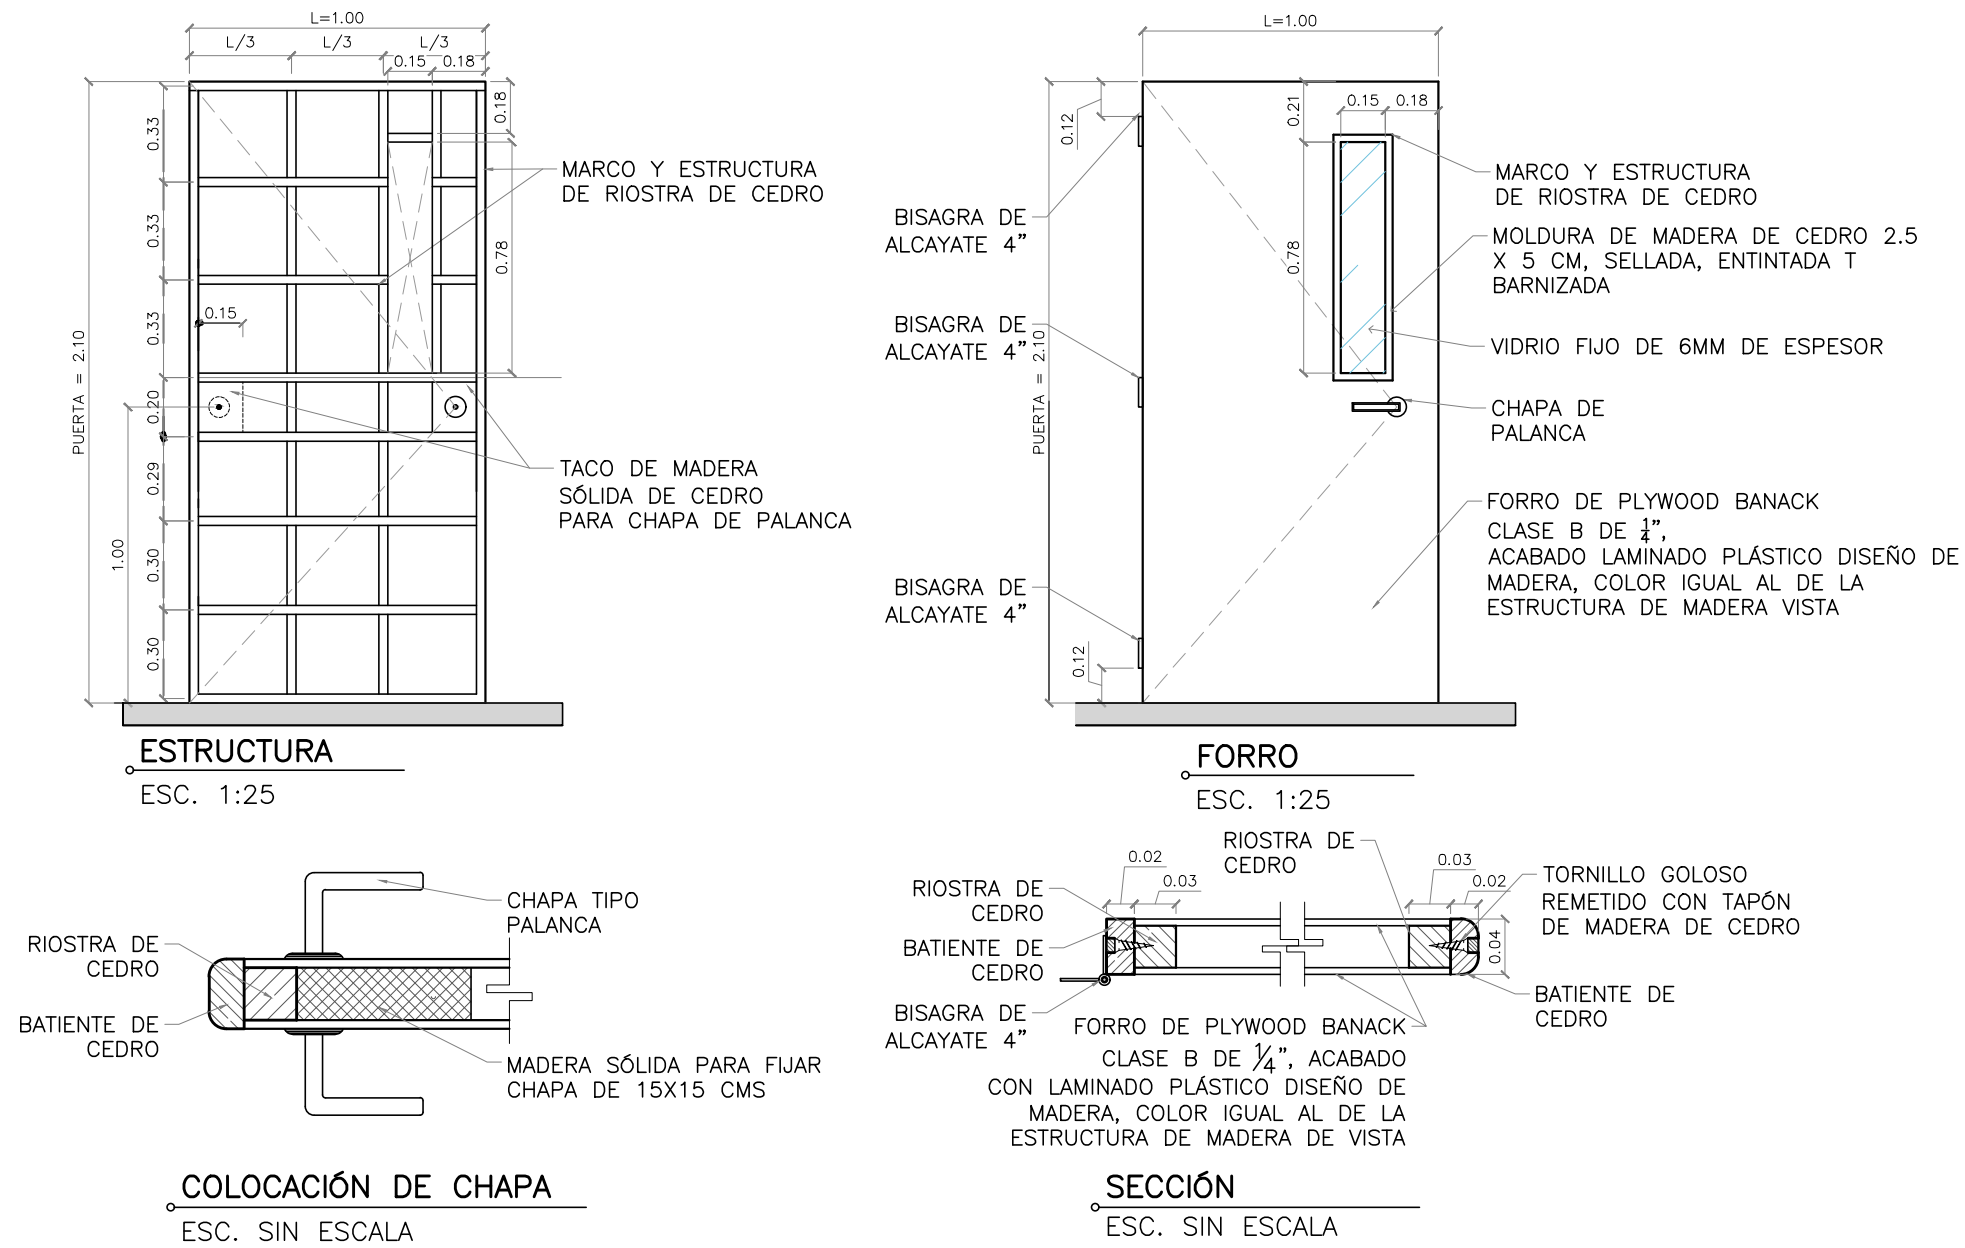 L=1.00
L/3
L/3
L/3
0.15
0.18
0.18
0.33
0.33
0.33
0.15
0.78
0.20
0.29
0.30
0.30
1.00
PUERTA = 2.10
MARCO Y ESTRUCTURA
DE RIOSTRA DE CEDRO
TACO DE MADERA
SÓLIDA DE CEDRO
PARA CHAPA DE PALANCA
ESTRUCTURA
ESC. 1:25
L=1.00
0.12
0.21
0.15
0.18
0.78
0.12
PUERTA = 2.10
BISAGRA DE
ALCAYATE 4”
BISAGRA DE
ALCAYATE 4”
BISAGRA DE
ALCAYATE 4”
MARCO Y ESTRUCTURA
DE RIOSTRA DE CEDRO
MOLDURA DE MADERA DE CEDRO 2.5
X 5 CM, SELLADA, ENTINTADA T
BARNIZADA
VIDRIO FIJO DE 6MM DE ESPESOR
CHAPA DE
PALANCA
FORRO DE PLYWOOD BANACK
CLASE B DE 1/4”,
ACABADO LAMINADO PLÁSTICO DISEÑO DE
MADERA, COLOR IGUAL AL DE LA
ESTRUCTURA DE MADERA VISTA
FORRO
ESC. 1:25
CHAPA TIPO
PALANCA
RIOSTRA DE
CEDRO
BATIENTE DE
CEDRO
MADERA SÓLIDA PARA FIJAR
CHAPA DE 15X15 CMS
COLOCACIÓN DE CHAPA
ESC. SIN ESCALA
RIOSTRA DE
CEDRO
0.02
0.03
0.03
0.02
0.04
RIOSTRA DE
CEDRO
BATIENTE DE
CEDRO
BISAGRA DE
ALCAYATE 4”
TORNILLO GOLOSO
REMETIDO CON TAPÓN
DE MADERA DE CEDRO
BATIENTE DE
CEDRO
FORRO DE PLYWOOD BANACK
CLASE B DE 1/4”, ACABADO
CON LAMINADO PLÁSTICO DISEÑO DE
MADERA, COLOR IGUAL AL DE LA
ESTRUCTURA DE MADERA DE VISTA
SECCIÓN
ESC. SIN ESCALA